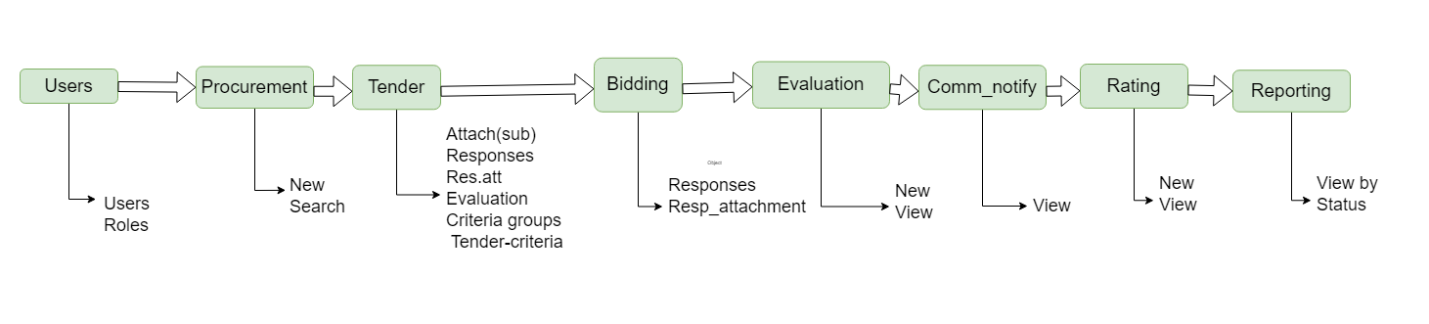 Users
Procurement
Tender
Bidding
Evaluation
Comm_notify
Rating
Reporting
Users
Roles
New
Search
Attach(sub)
Responses
Res.att
Evaluation
Criteria groups
Tender-criteria
Object
Responses
Resp_attachment
New
View
View
New
View
View by
Status